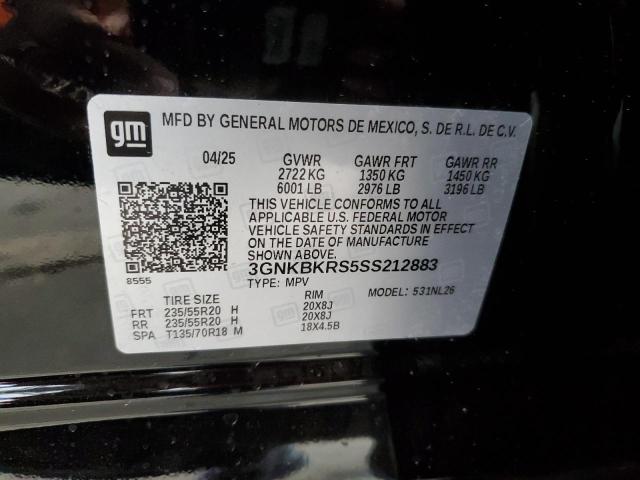 gm
MFD BY GENERAL MOTORS DE MEXICO, S. DE R.L. DE C.V.
04/25 GVWR GAWR FRT GAWR RR
2722 KG 1350 KG 1450 KG
6001 LB 2976 LB 3196 LB
THIS VEHICLE CONFORMS TO ALL
APPLICABLE U.S. FEDERAL MOTOR
VEHICLE SAFETY STANDARDS IN EFFECT
ON THE DATE OF MANUFACTURE
SHOWN ABOVE.
8555
3GNKBKRS5SS212883
TYPE: MPV MODEL: 531NL26
TIRE SIZE RIM
FRT 235/55R20 H 20X8J
RR 235/55R20 H 20X8J
SPA T135/70R18 M 18X4.5B